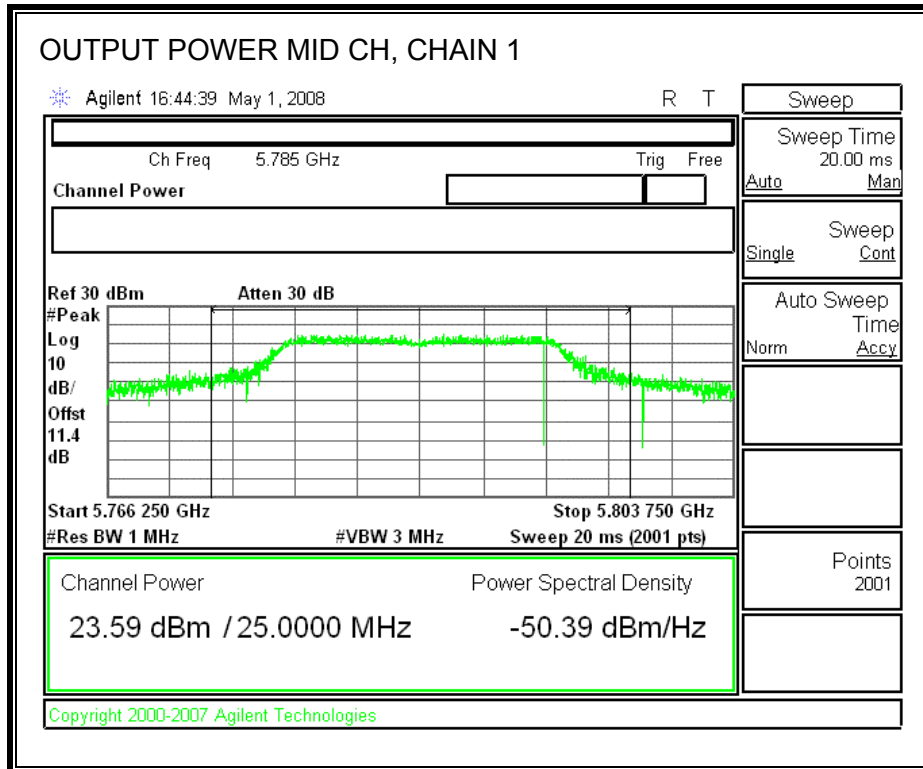 OUTPUT POWER MID CH, CHAIN 1
Agilent 16:44:39 May 1, 2008 R T
Ch Freq 5.785 GHz Trig Free
Channel Power
Ref 30 dBm Atten 30 dB
#Peak
Log
10
dB/
Offst
11.4
dB
Start 5.766 250 GHz Stop 5.803 750 GHz
#Res BW 1 MHz #VBW 3 MHz Sweep 20 ms (2001 pts)
Channel Power Power Spectral Density
23.59 dBm / 25.0000 MHz -50.39 dBm/Hz
Copyright 2000-2007 Agilent Technologies
Sweep
Sweep Time
20.00 ms
Auto Man
Sweep
Single Cont
Auto Sweep
Time
Norm Accy
Points
2001